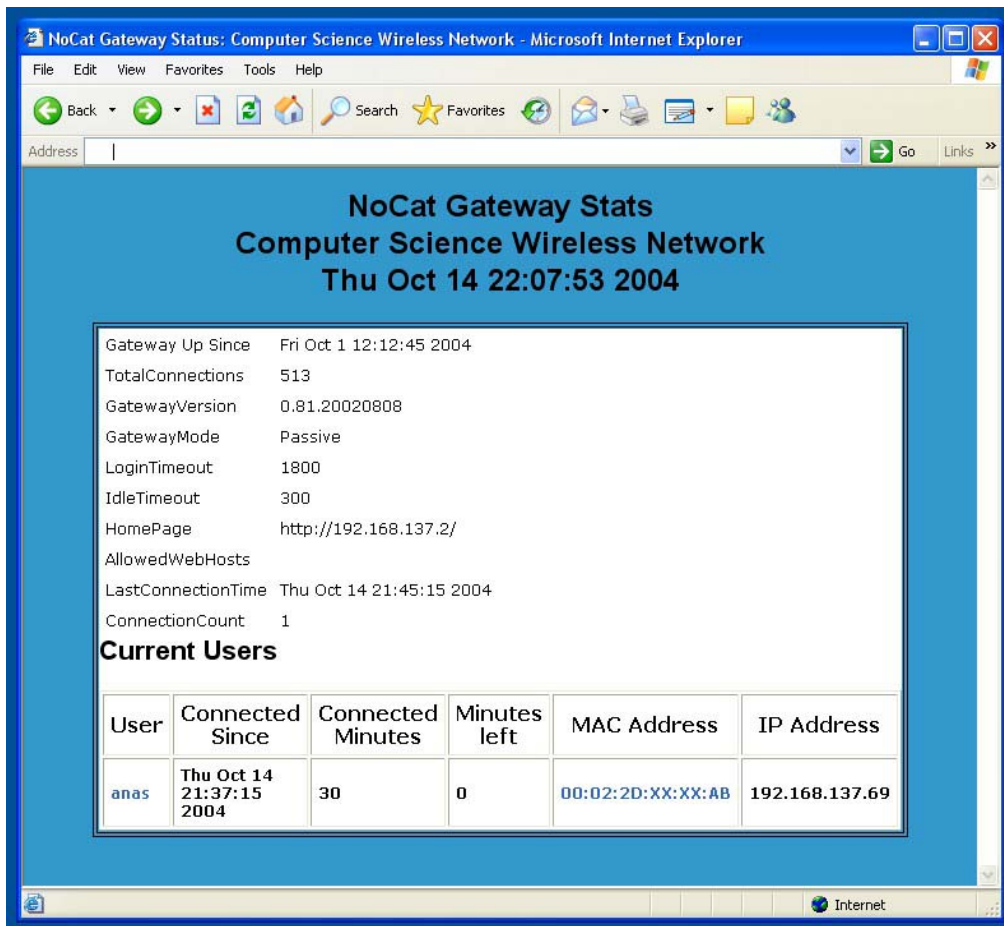 NoCat Gateway Status: Computer Science Wireless Network - Microsoft Internet Explorer
File Edit View Favorites Tools Help
Back Search Favorites
Address Go Links »
NoCat Gateway Stats
Computer Science Wireless Network
Thu Oct 14 22:07:53 2004
Gateway Up Since Fri Oct 1 12:12:45 2004
TotalConnections 513
GatewayVersion 0.81.20020808
GatewayMode Passive
LoginTimeout 1800
IdleTimeout 300
HomePage http://192.168.137.2/
AllowedWebHosts
LastConnectionTime Thu Oct 14 21:45:15 2004
ConnectionCount 1
Current Users
User Connected Since Connected Minutes Minutes left MAC Address IP Address
anas Thu Oct 14 21:37:15 2004 30 0 00:02:2D:XX:XX:AB 192.168.137.69
Internet